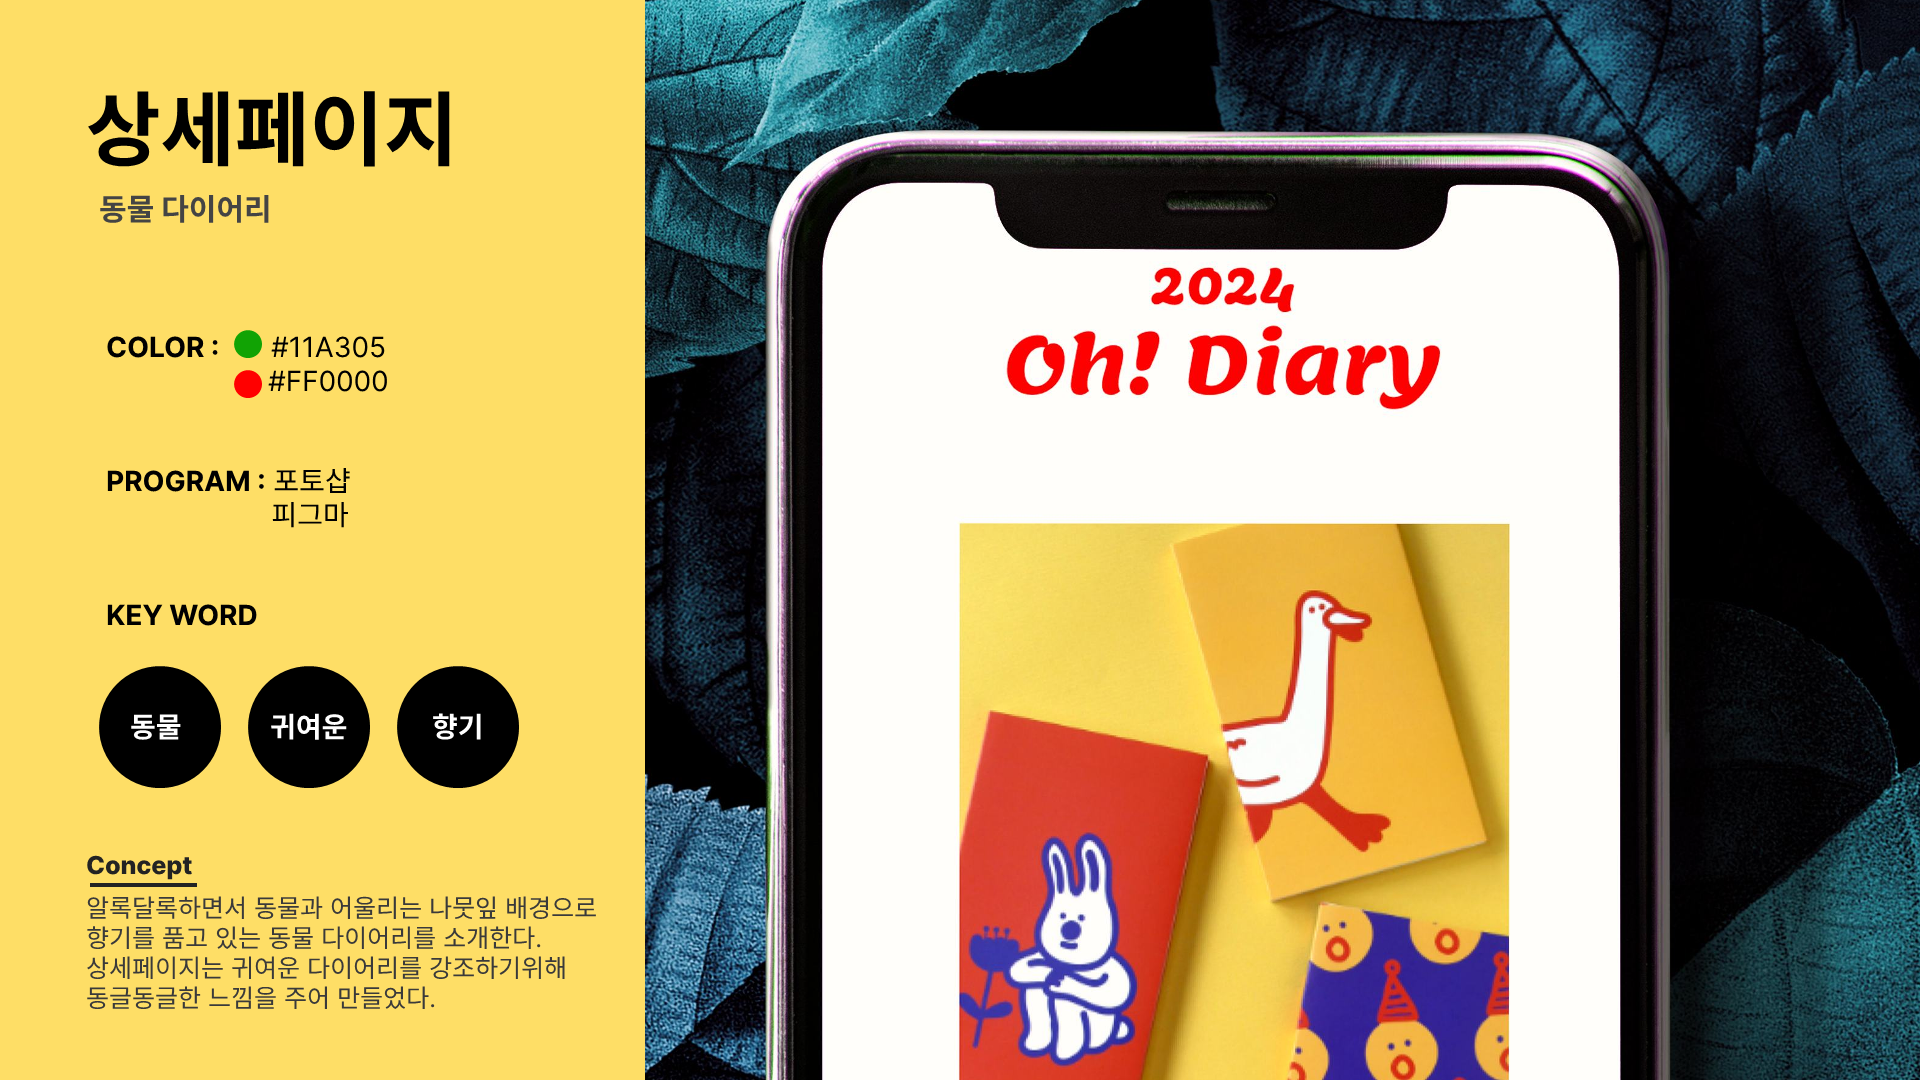 상세페이지
동물 다이어리
COLOR : #11A305
#FF0000
PROGRAM : 포토샵
피그마
KEY WORD
동물 귀여운 향기
Concept
알록달록하면서 동물과 어울리는 나뭇잎 배경으로
향기를 품고 있는 동물 다이어리를 소개한다.
상세페이지는 귀여운 다이어리를 강조하기위해
동글동글한 느낌을 주어 만들었다.
2024
Oh! Diary